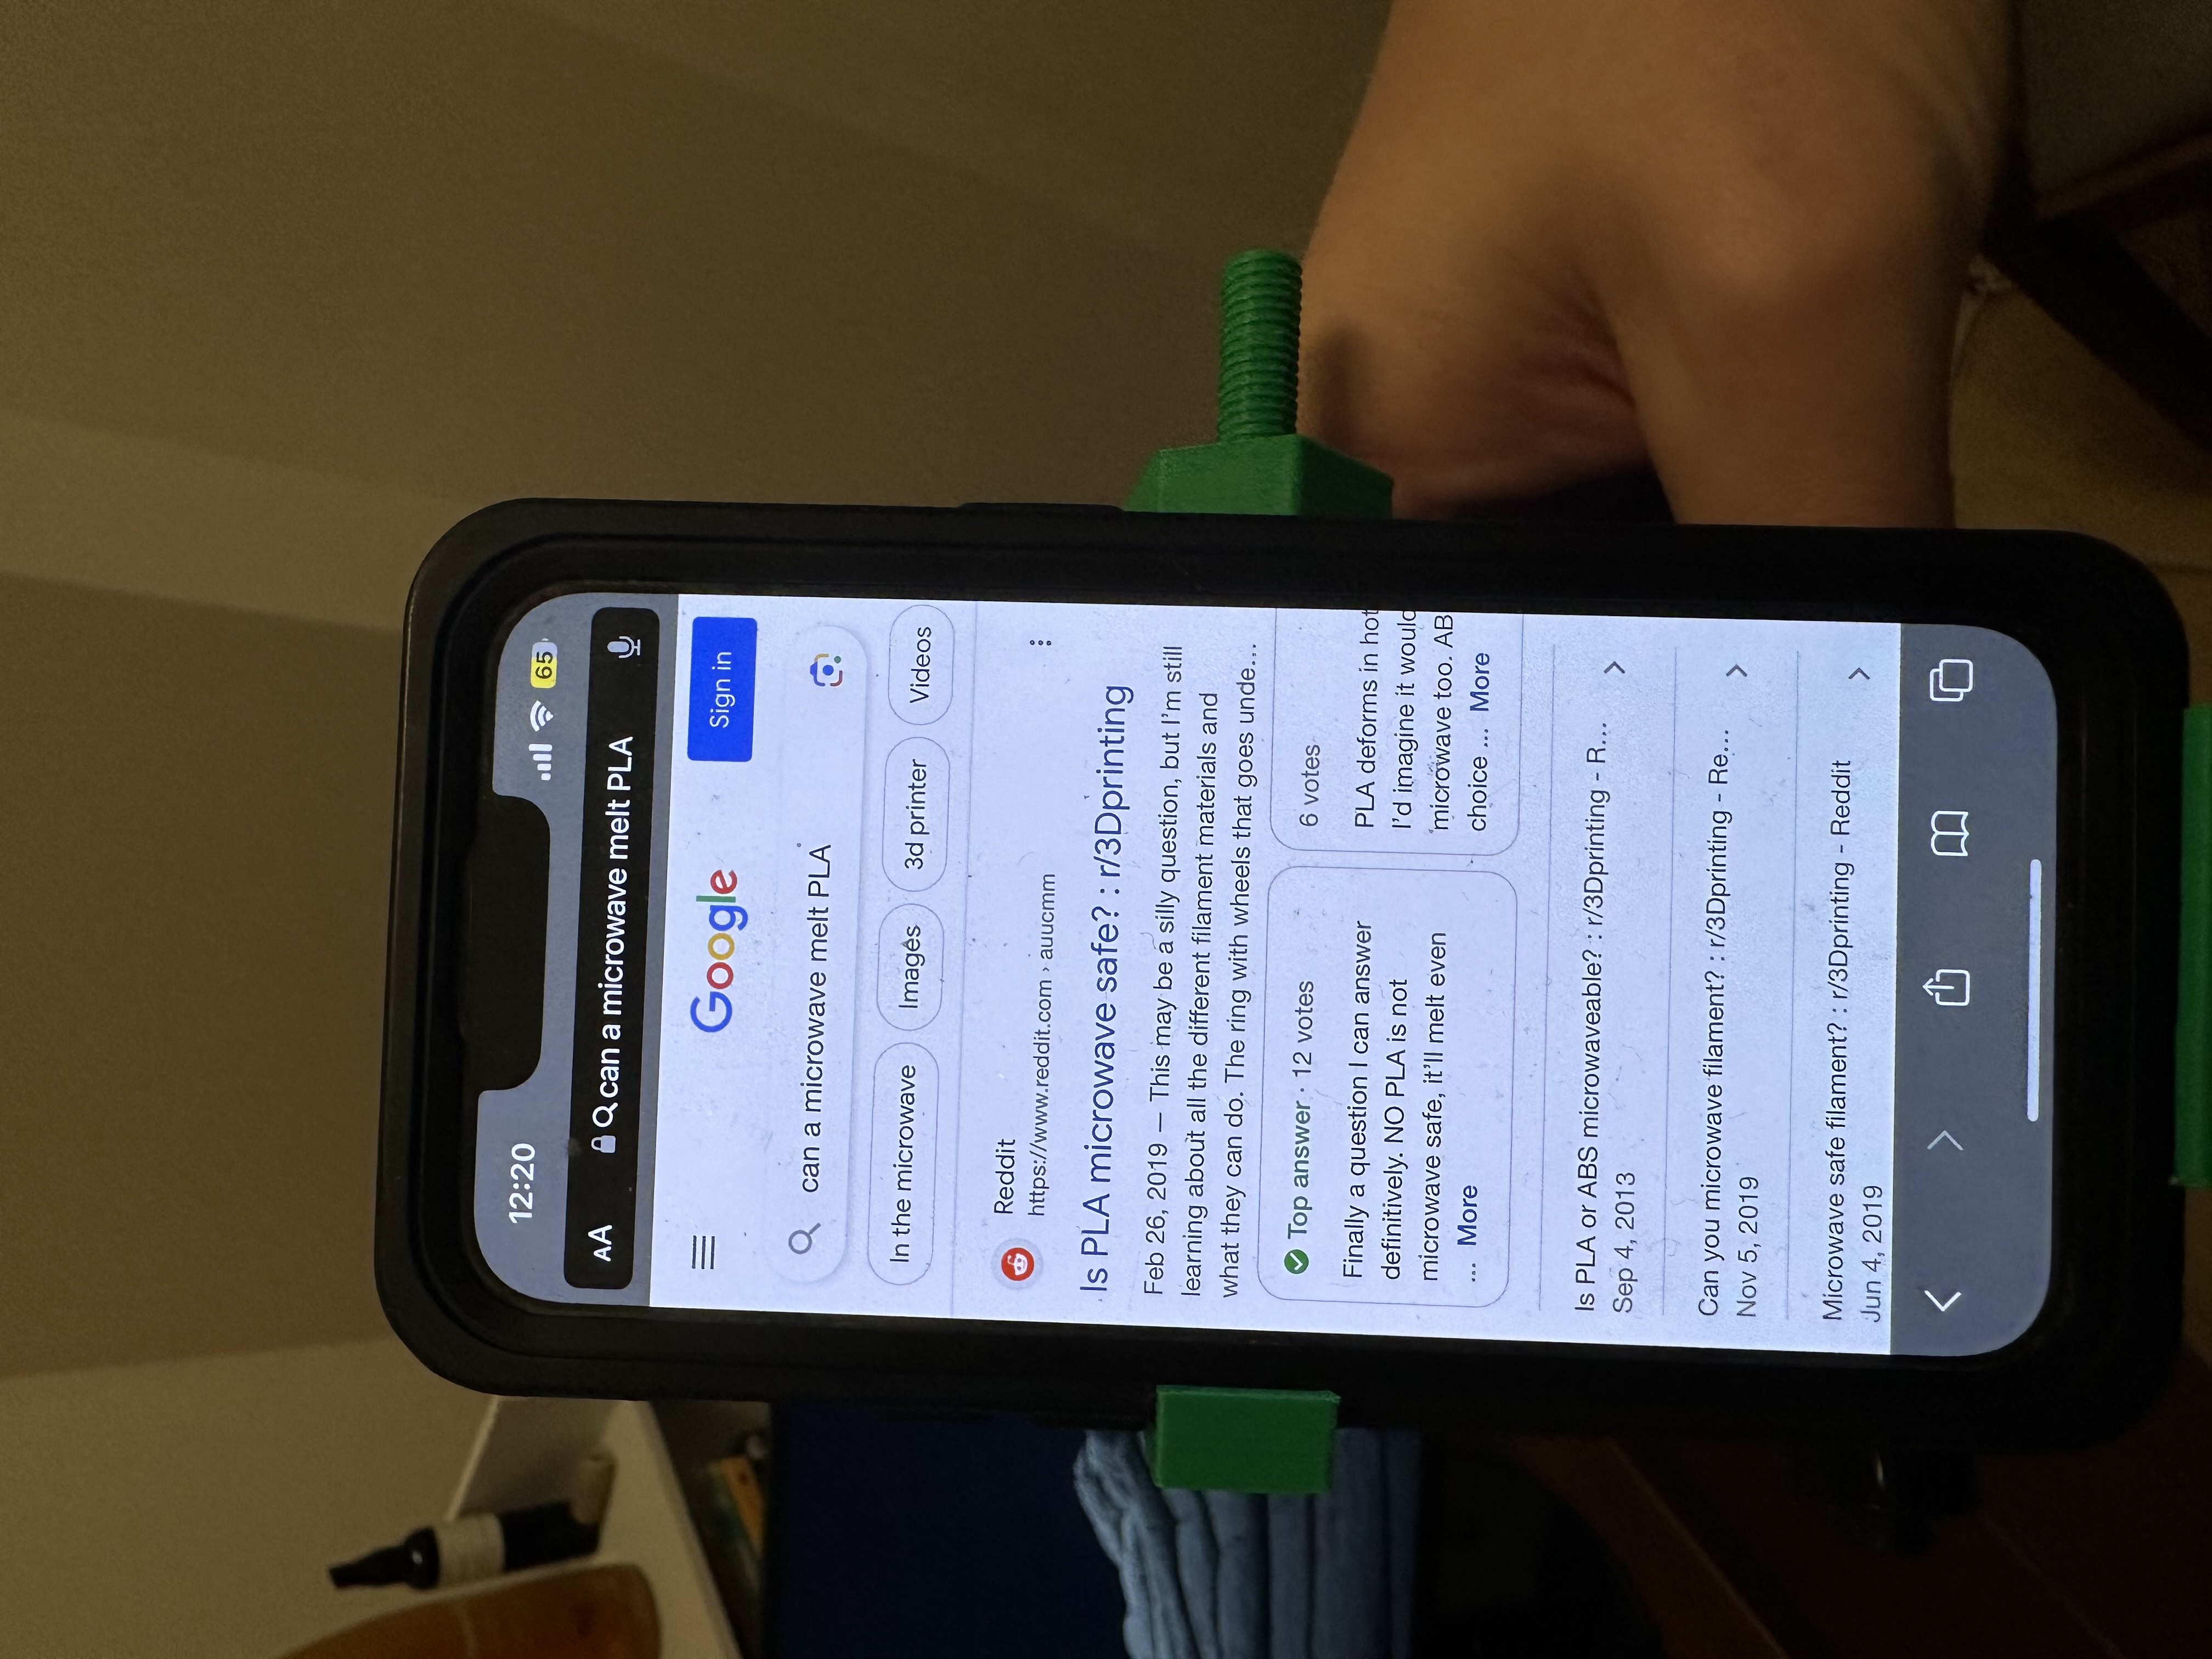 12:20
65
AA can a microwave melt PLA
Google
Sign in
can a microwave melt PLA
In the microwave
Images
3d printer
Videos
Reddit
https://www.reddit.com › auucmm
Is PLA microwave safe? : r/3Dprinting
Feb 26, 2019 — This may be a silly question, but I'm still
learning about all the different filament materials and
what they can do. The ring with wheels that goes unde...
Top answer · 12 votes
Finally a question I can answer
definitively. NO PLA is not
microwave safe, it'll melt even
... More
6 votes
PLA deforms in hot
I'd imagine it would
microwave too. AB
choice ... More
Is PLA or ABS microwaveable? : r/3Dprinting - R...
Sep 4, 2013
Can you microwave filament? : r/3Dprinting - Re...
Nov 5, 2019
Microwave safe filament? : r/3Dprinting - Reddit
Jun 4, 2019